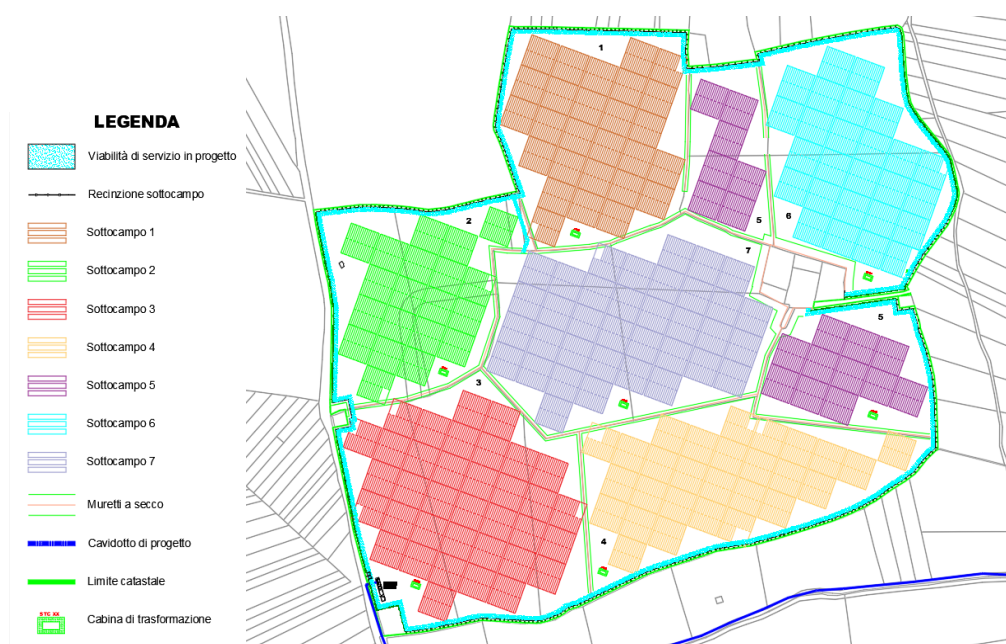 LEGENDA
Viabilità di servizio in progetto
Recinzione sottocampo
Sottocampo 1
Sottocampo 2
Sottocampo 3
Sottocampo 4
Sottocampo 5
Sottocampo 6
Sottocampo 7
Muretti a secco
Cavidotto di progetto
Limite catastale
STC XX
Cabina di trasformazione
1
2
5
6
7
5
3
4